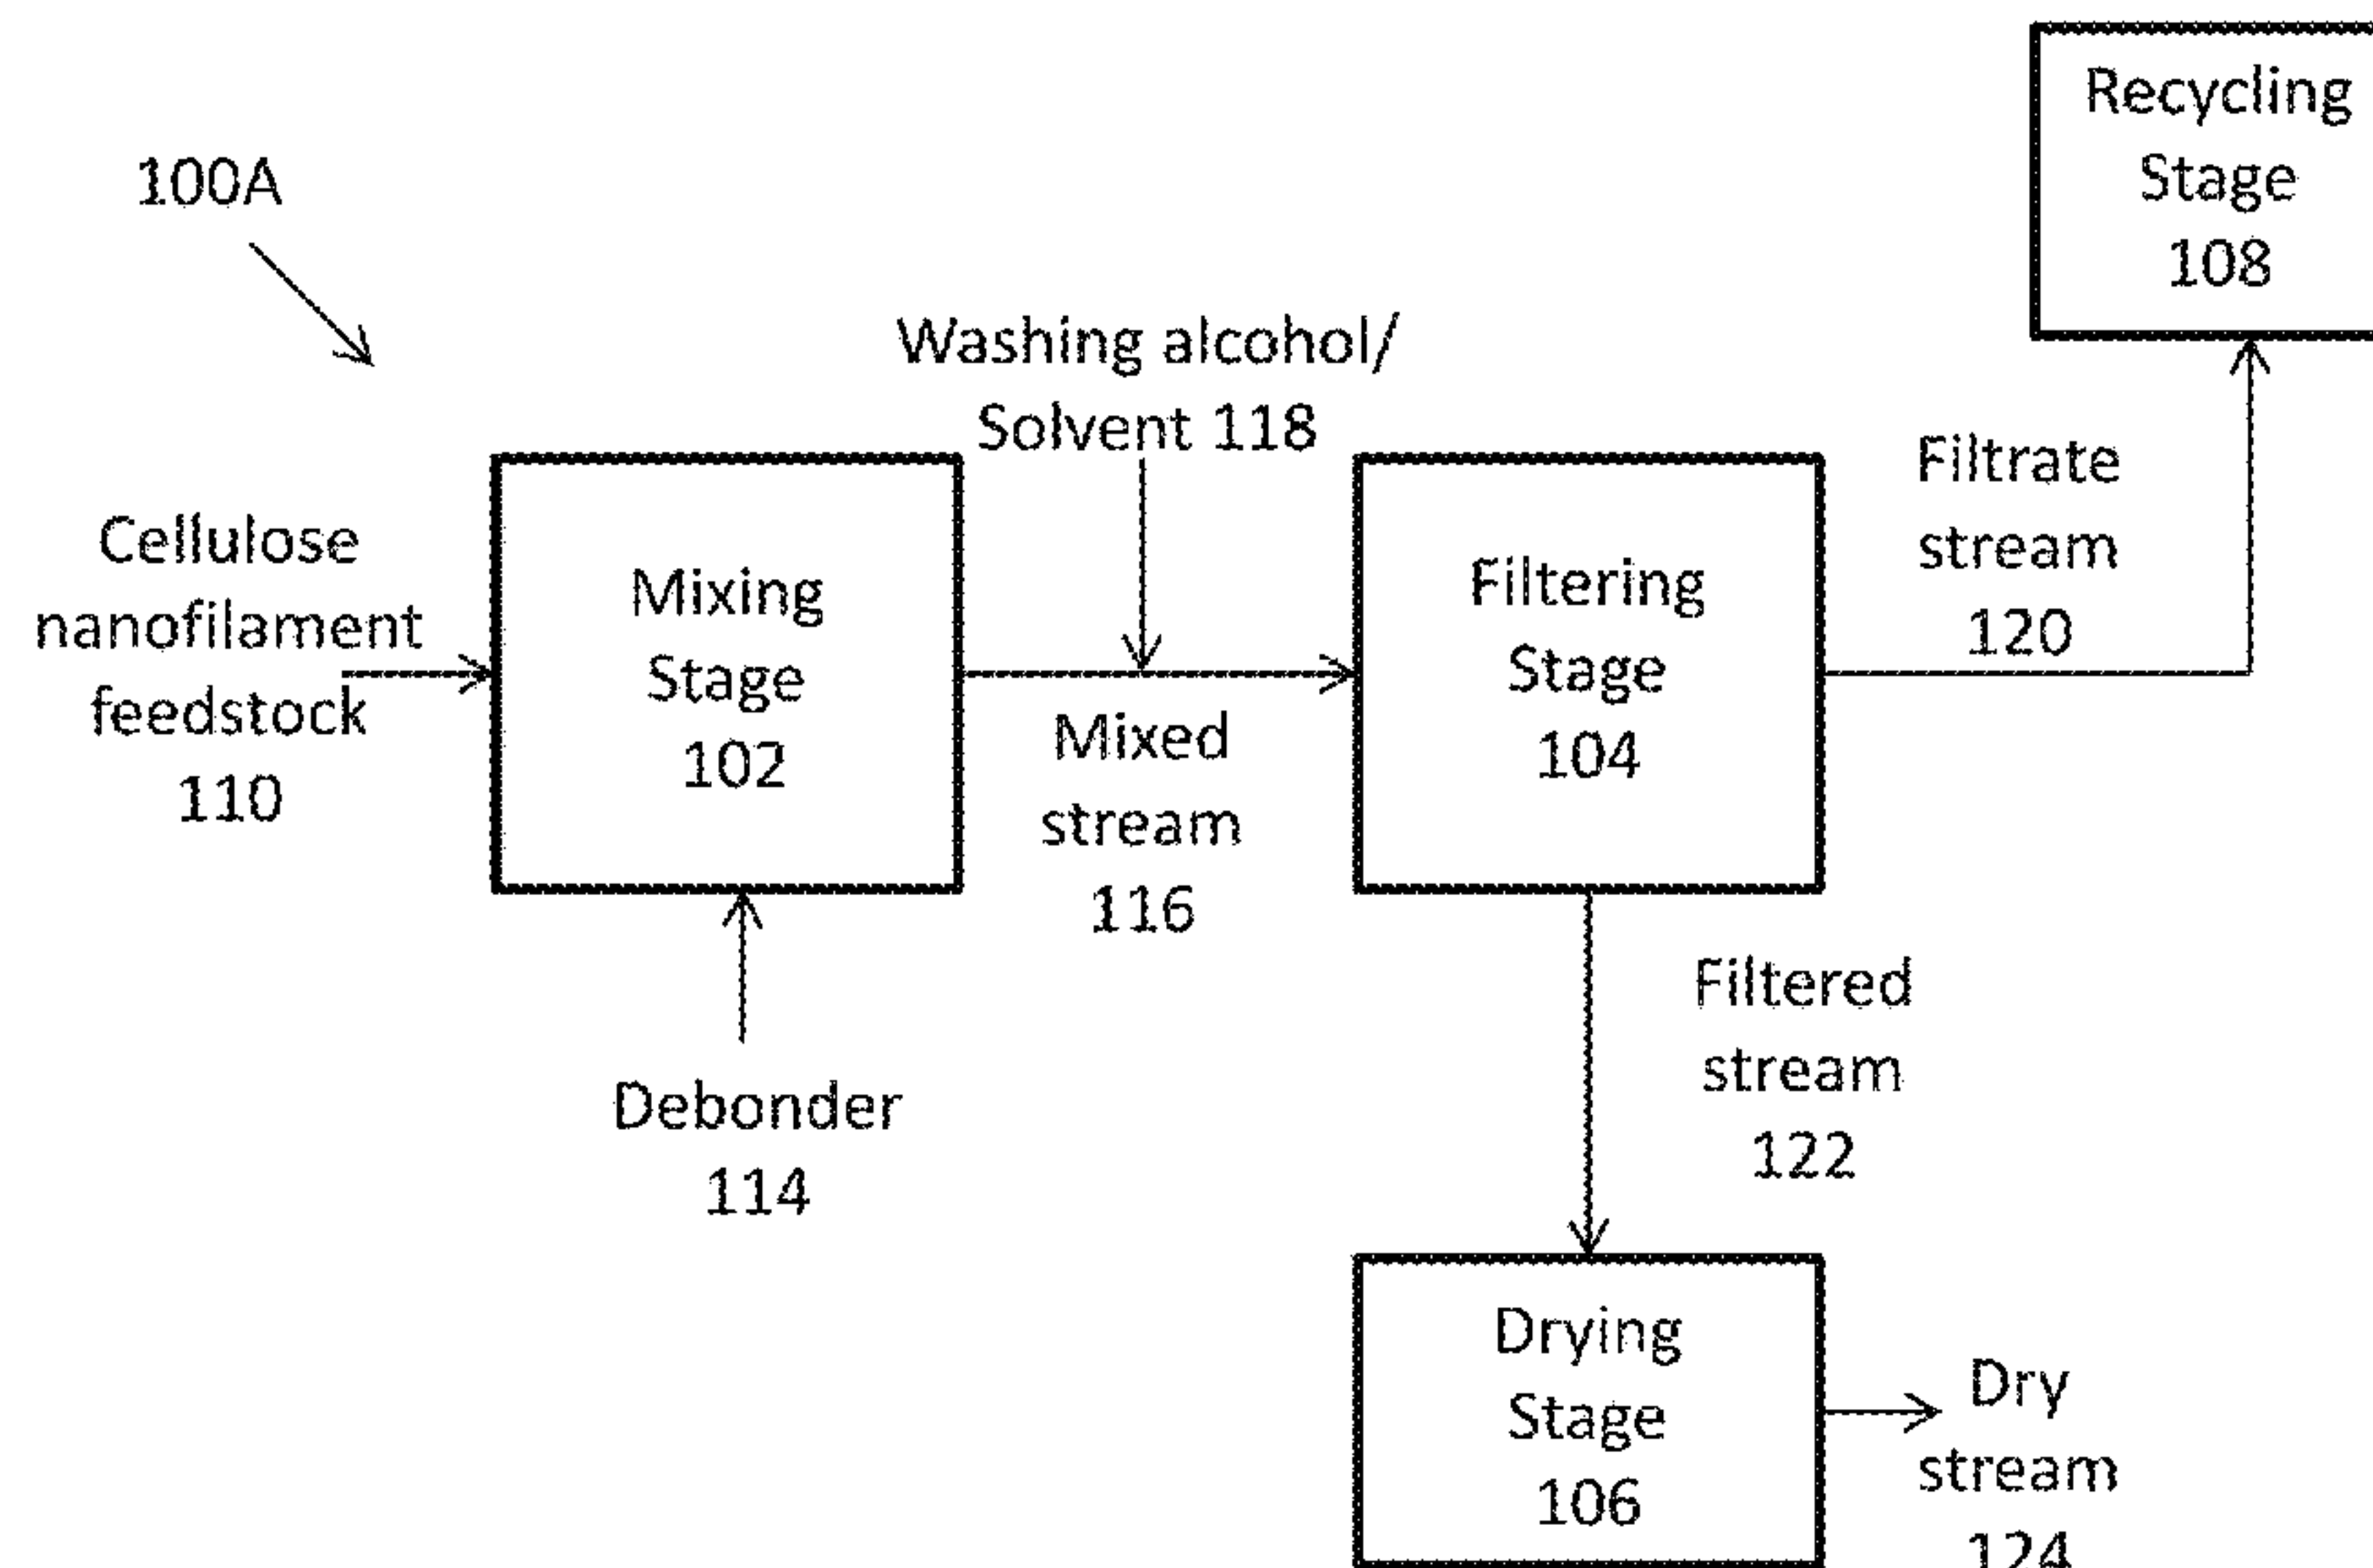 Recycling
Stage
108
100A
Washing alcohol/
Solvent 118
Cellulose
nanofilament
feedstock
110
Mixing
Stage
102
Mixed
stream
116
Filtering
Stage
104
Filtrate
stream
120
Debonder
114
Filtered
stream
122
Drying
Stage
106
Dry
stream
124